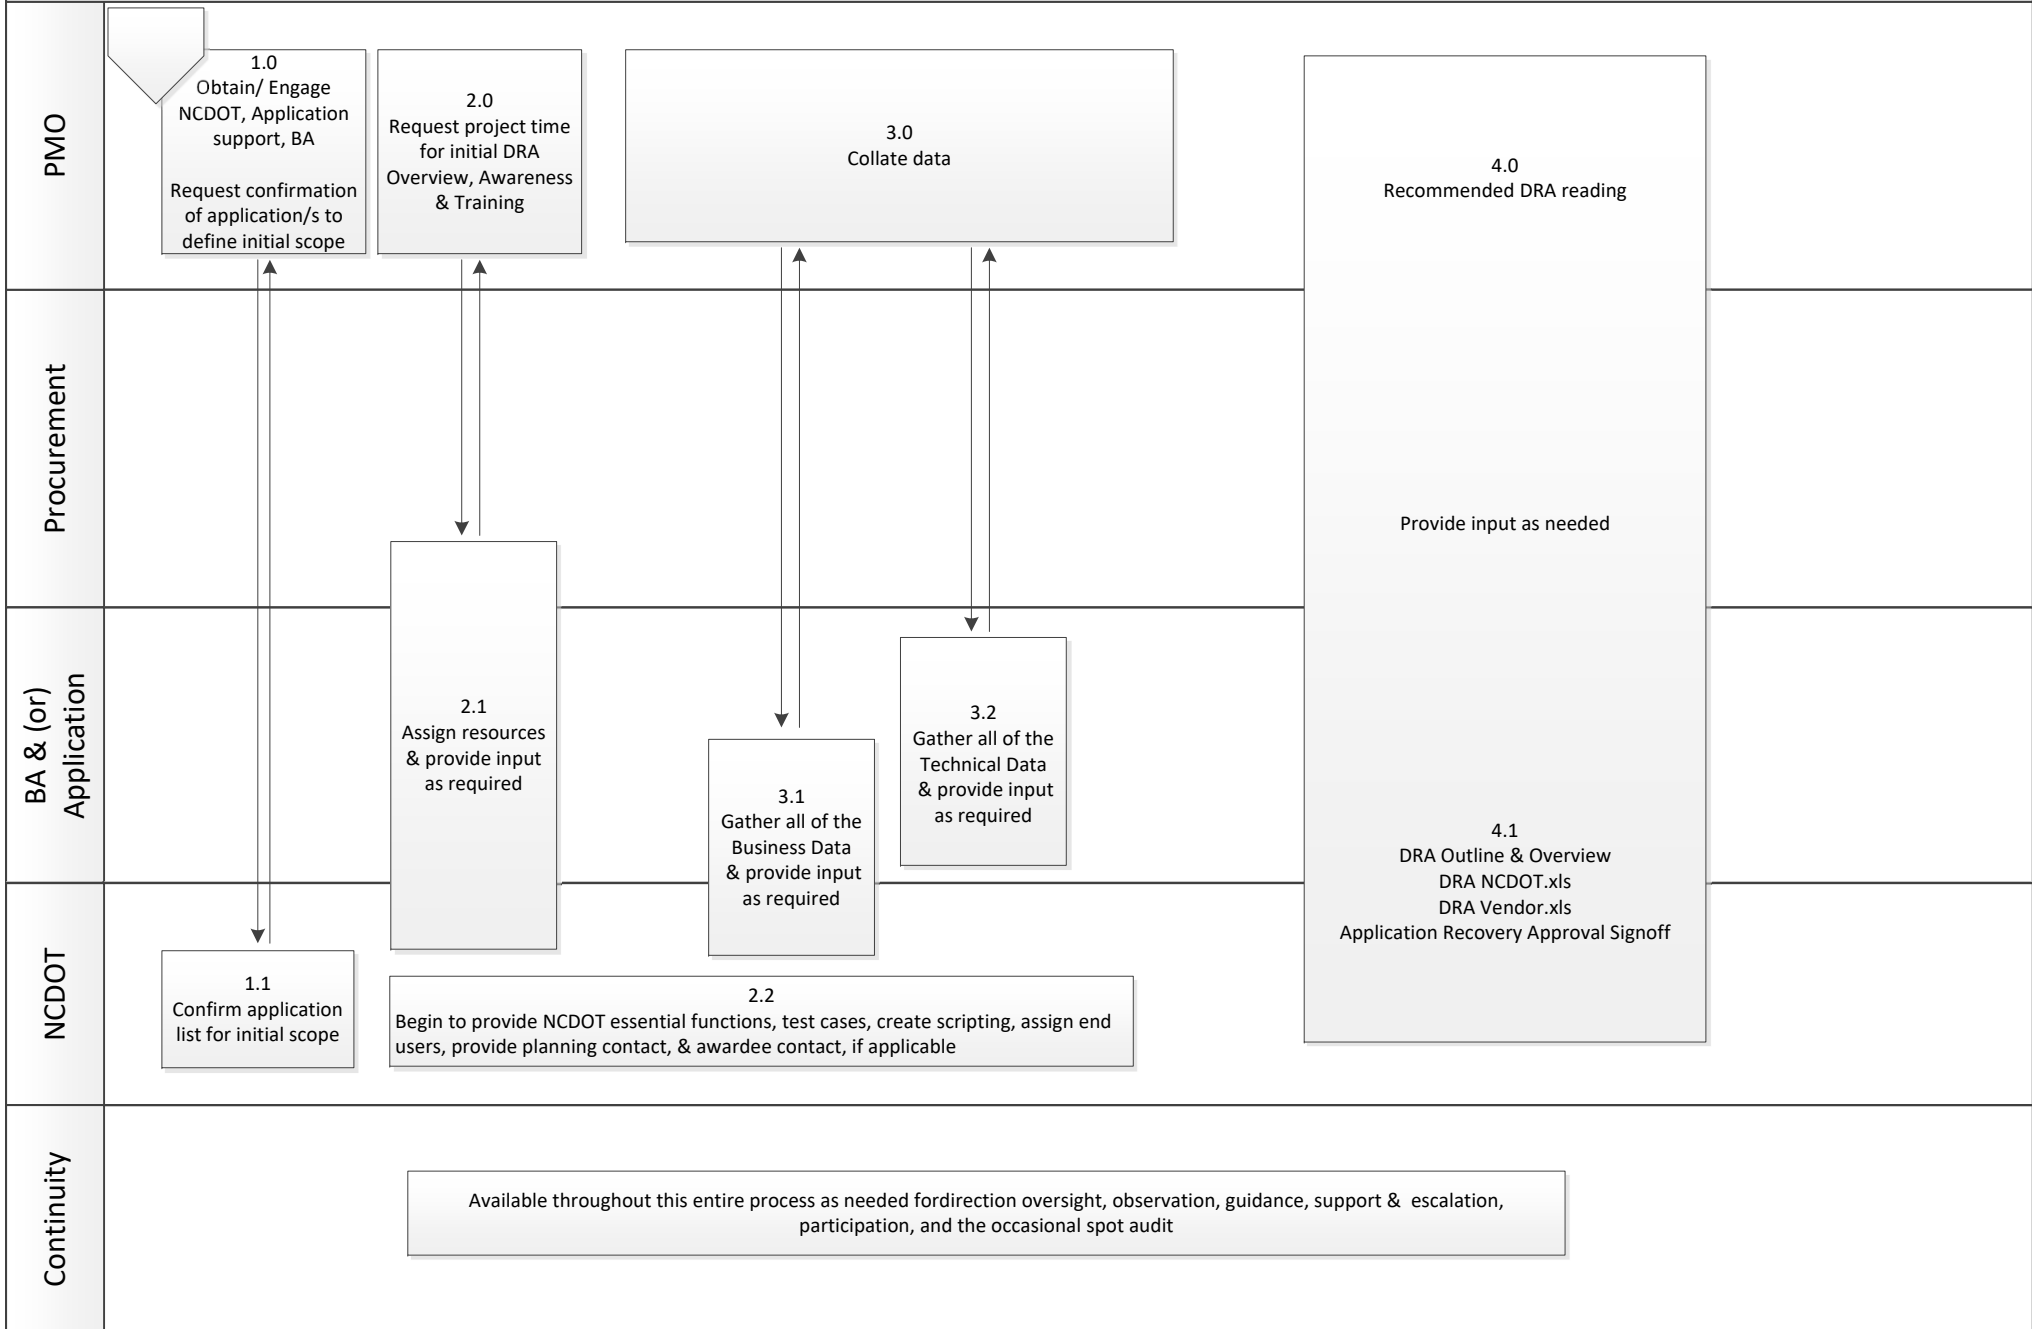 PMO
1.0
Obtain/ Engage
NCDOT, Application
support, BA
Request confirmation
of application/s to
define initial scope
2.0
Request project time
for initial DRA
Overview, Awareness
& Training
3.0
Collate data
4.0
Recommended DRA reading
Procurement
Provide input as needed
BA & (or)
Application
2.1
Assign resources
& provide input
as required
3.1
Gather all of the
Business Data
& provide input
as required
3.2
Gather all of the
Technical Data
& provide input
as required
4.1
DRA Outline & Overview
DRA NCDOT.xls
DRA Vendor.xls
Application Recovery Approval Signoff
NCDOT
1.1
Confirm application
list for initial scope
2.2
Begin to provide NCDOT essential functions, test cases, create scripting, assign end
users, provide planning contact, & awardee contact, if applicable
Continuity
Available throughout this entire process as needed fordirection oversight, observation, guidance, support &  escalation,
participation, and the occasional spot audit